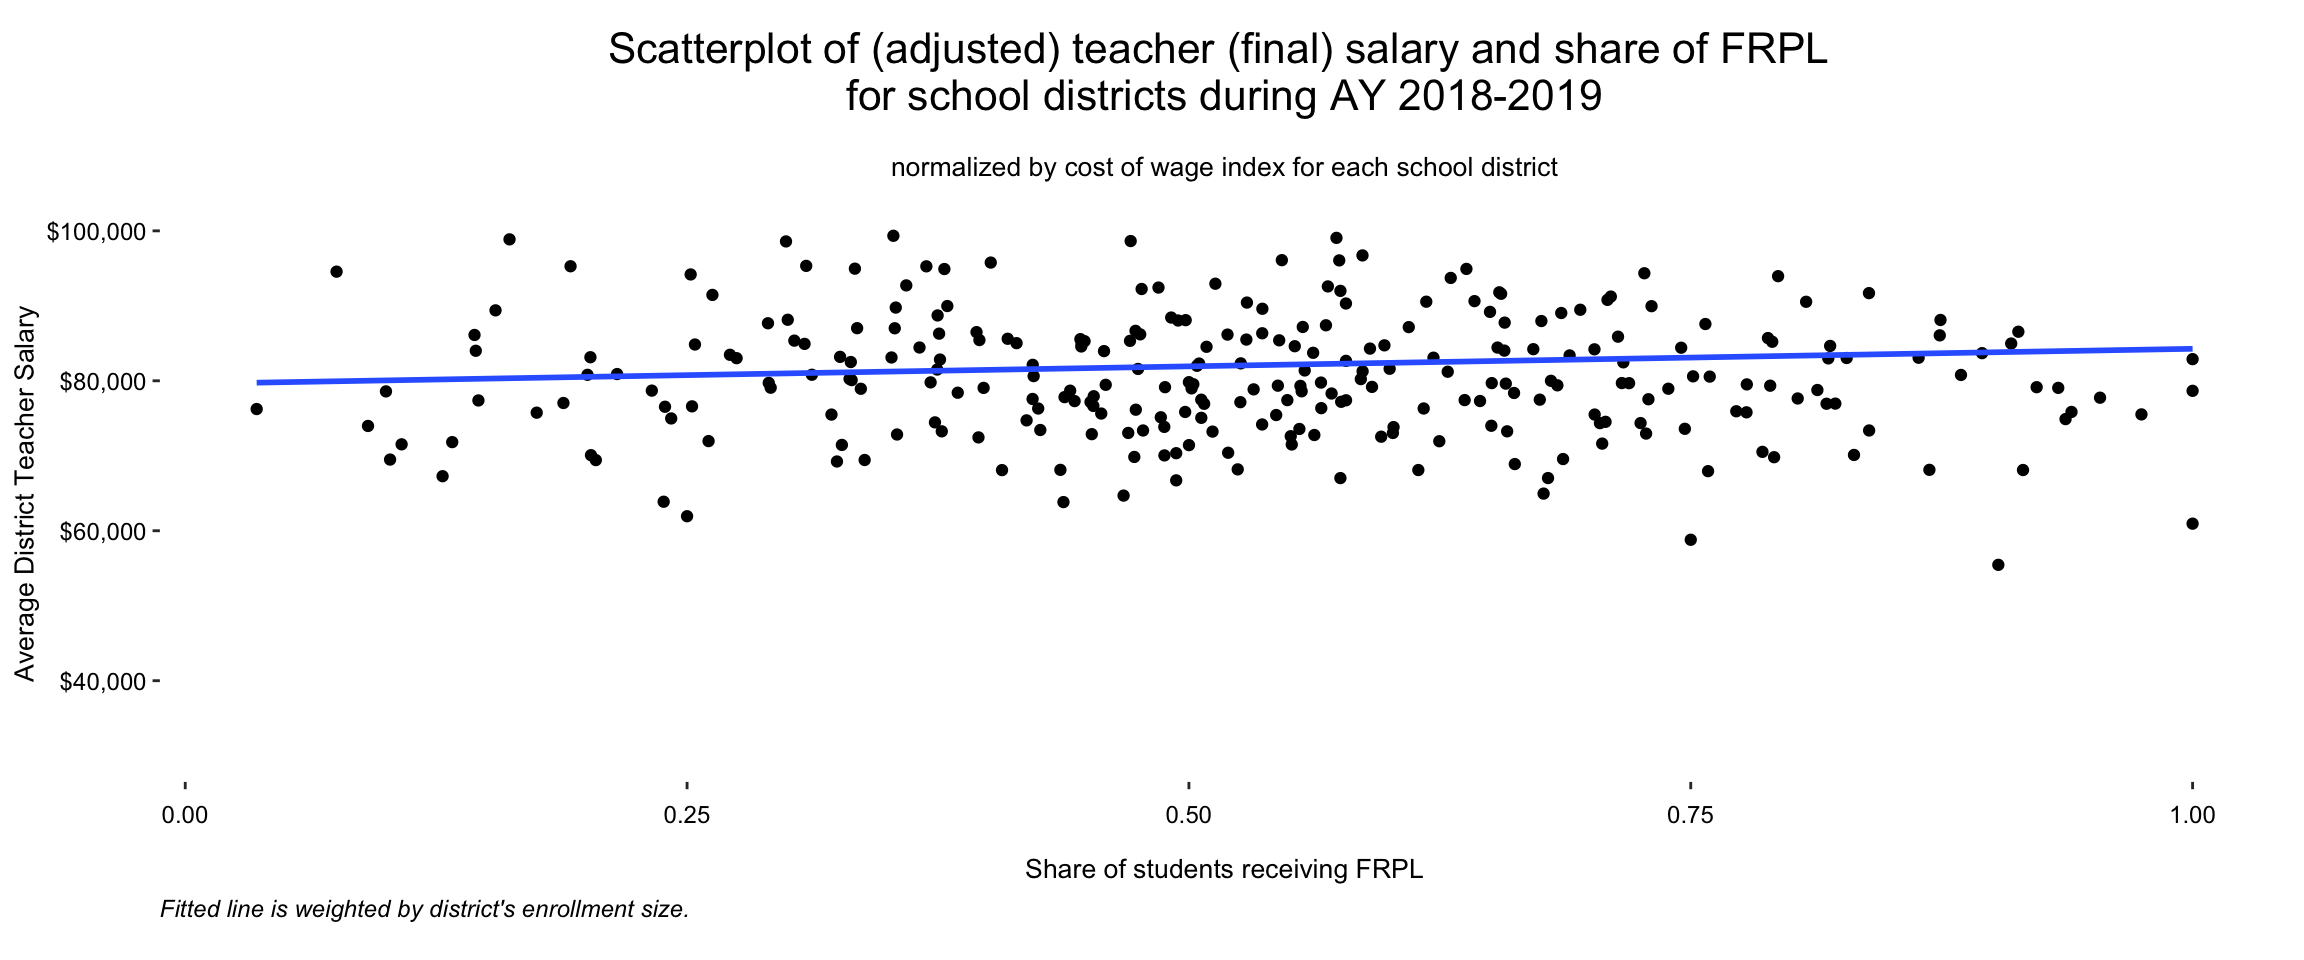 Scatterplot of (adjusted) teacher (final) salary and share of FRPL
for school districts during AY 2018-2019
normalized by cost of wage index for each school district
Average District Teacher Salary
$100,000
$80,000
$60,000
$40,000
0.00 0.25 0.50 0.75 1.00
Share of students receiving FRPL
Fitted line is weighted by district's enrollment size.